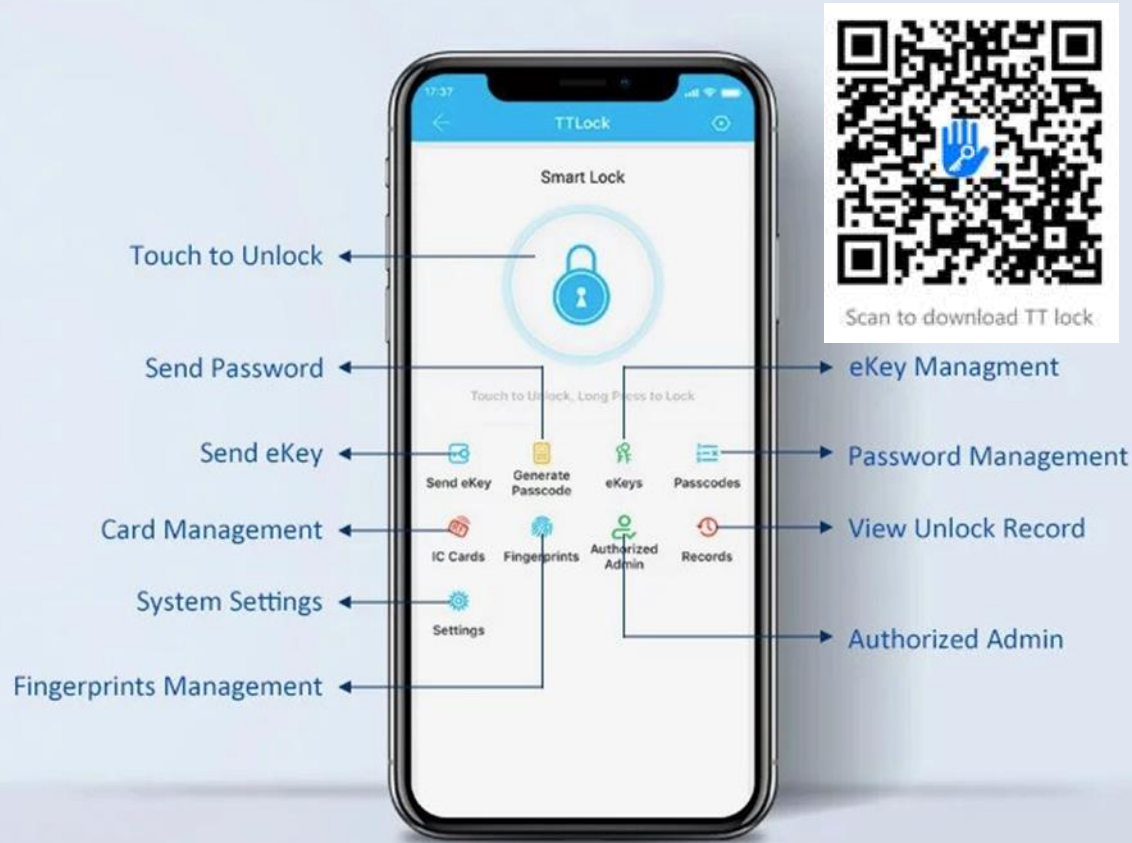 17:37
TTLock
Smart Lock
Touch to Unlock
Send Password
Touch to Unlock, Long Press to Lock
Send eKey
Card Management
System Settings
Fingerprints Management
Send eKey
Generate
Passcode
eKeys
Passcodes
IC Cards
Fingerprints
Authorized
Admin
Records
Settings
Scan to download TT lock
eKey Managment
Password Management
View Unlock Record
Authorized Admin